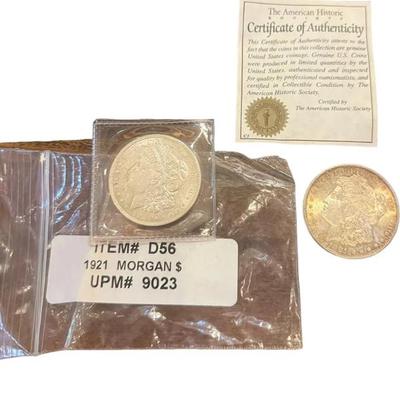 The American Historic
SOCIETY
Certificate of Authenticity
This Certificate of Authenticity attests to the
fact that the coins in this collection are genuine
United States coinage. Genuine U.S. Coins
were produced in limited quantities by the
United States, authenticated and inspected
for quality by professional numismatists, and
certified in Collectible Condition by The
American Historic Society.
Certified by
The American Historic Society
ITEM# D56
1921 MORGAN $
UPM# 9023